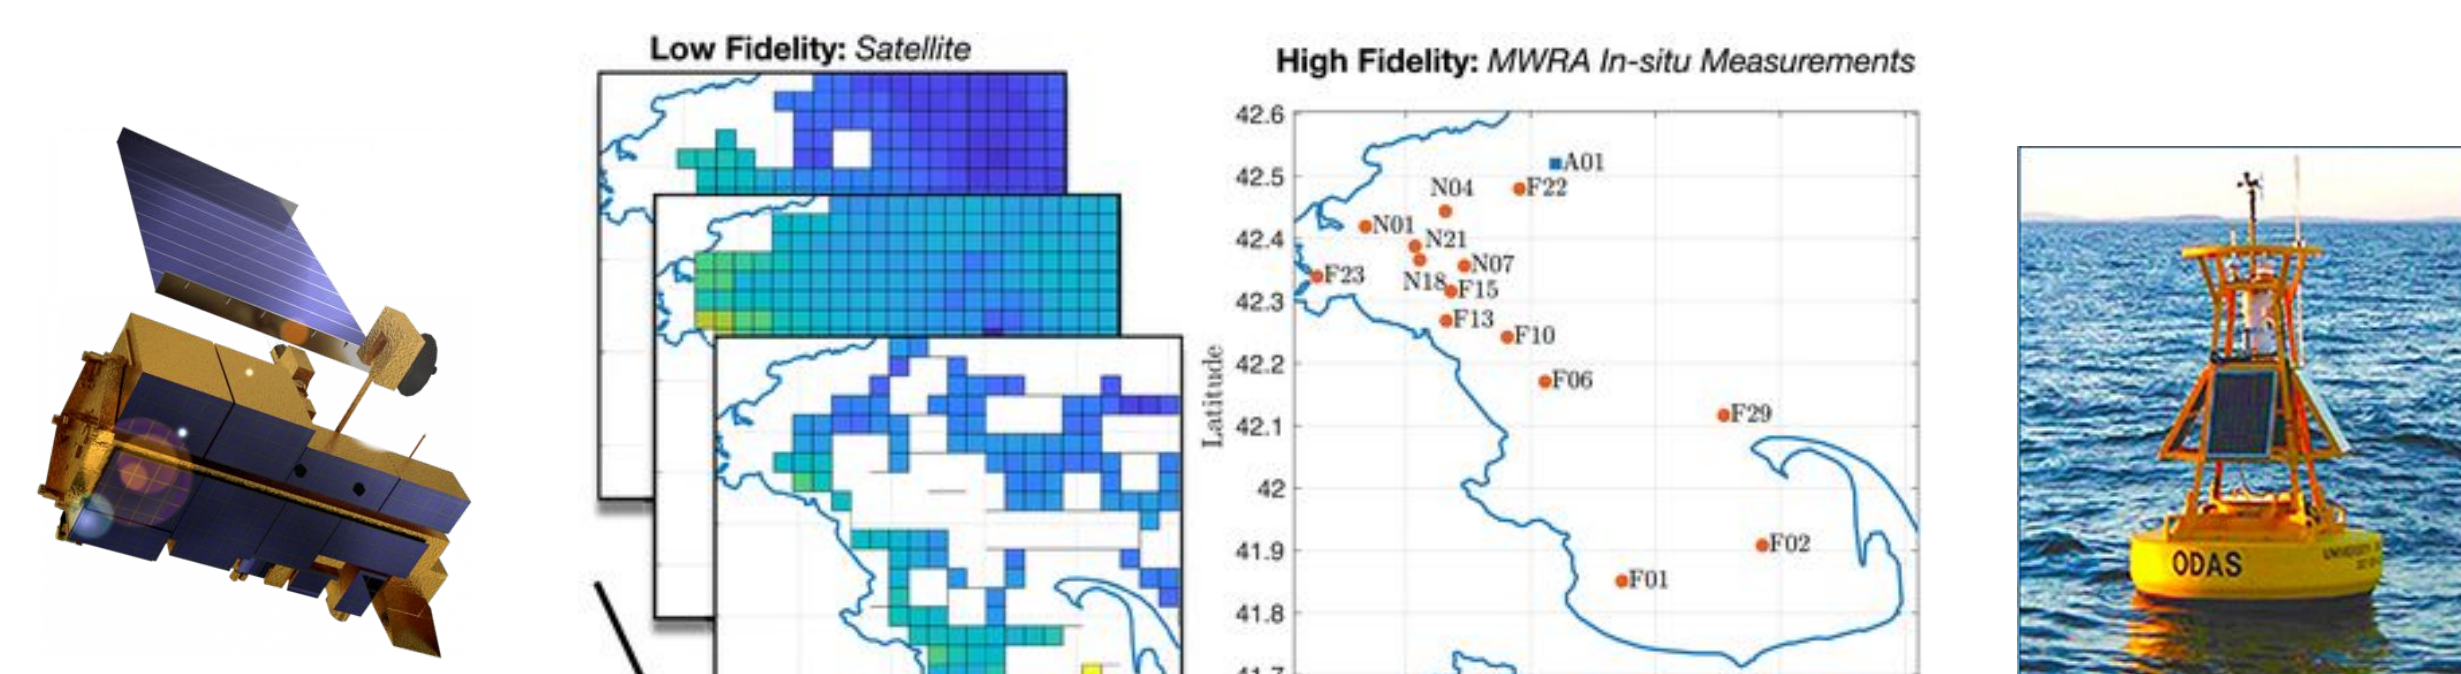 Low Fidelity: Satellite
High Fidelity: MWRA In-situ Measurements
42.6
42.5
42.4
42.3
42.2
42.1
42
41.9
41.8
Latitude
A01
F22
N04
N01
N21
N07
F23
N18
F15
F13
F10
F06
F29
F02
F01
ODAS